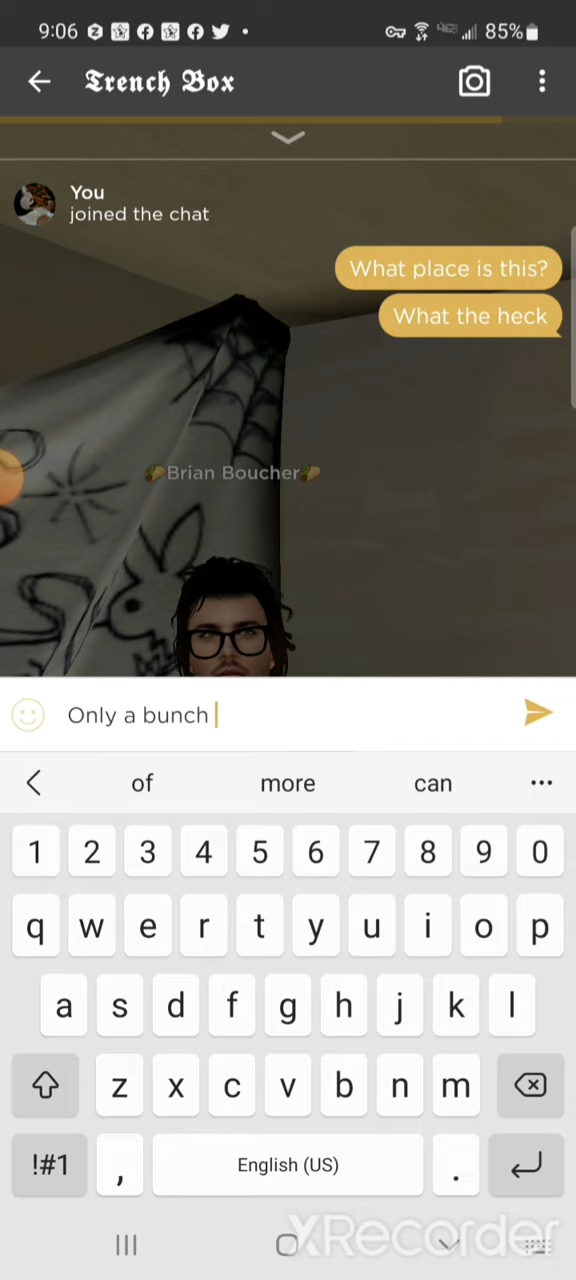 9:06
85%
𝕿𝖗𝖊𝖓𝖈𝖍 𝕭𝖔𝖝
You
joined the chat
What place is this?
What the heck
🌮Brian Boucher🌮
Only a bunch
of more can
1 2 3 4 5 6 7 8 9 0
q w e r t y u i o p
a s d f g h j k l
z x c v b n m
!#1 , English (US) .
XRecorder